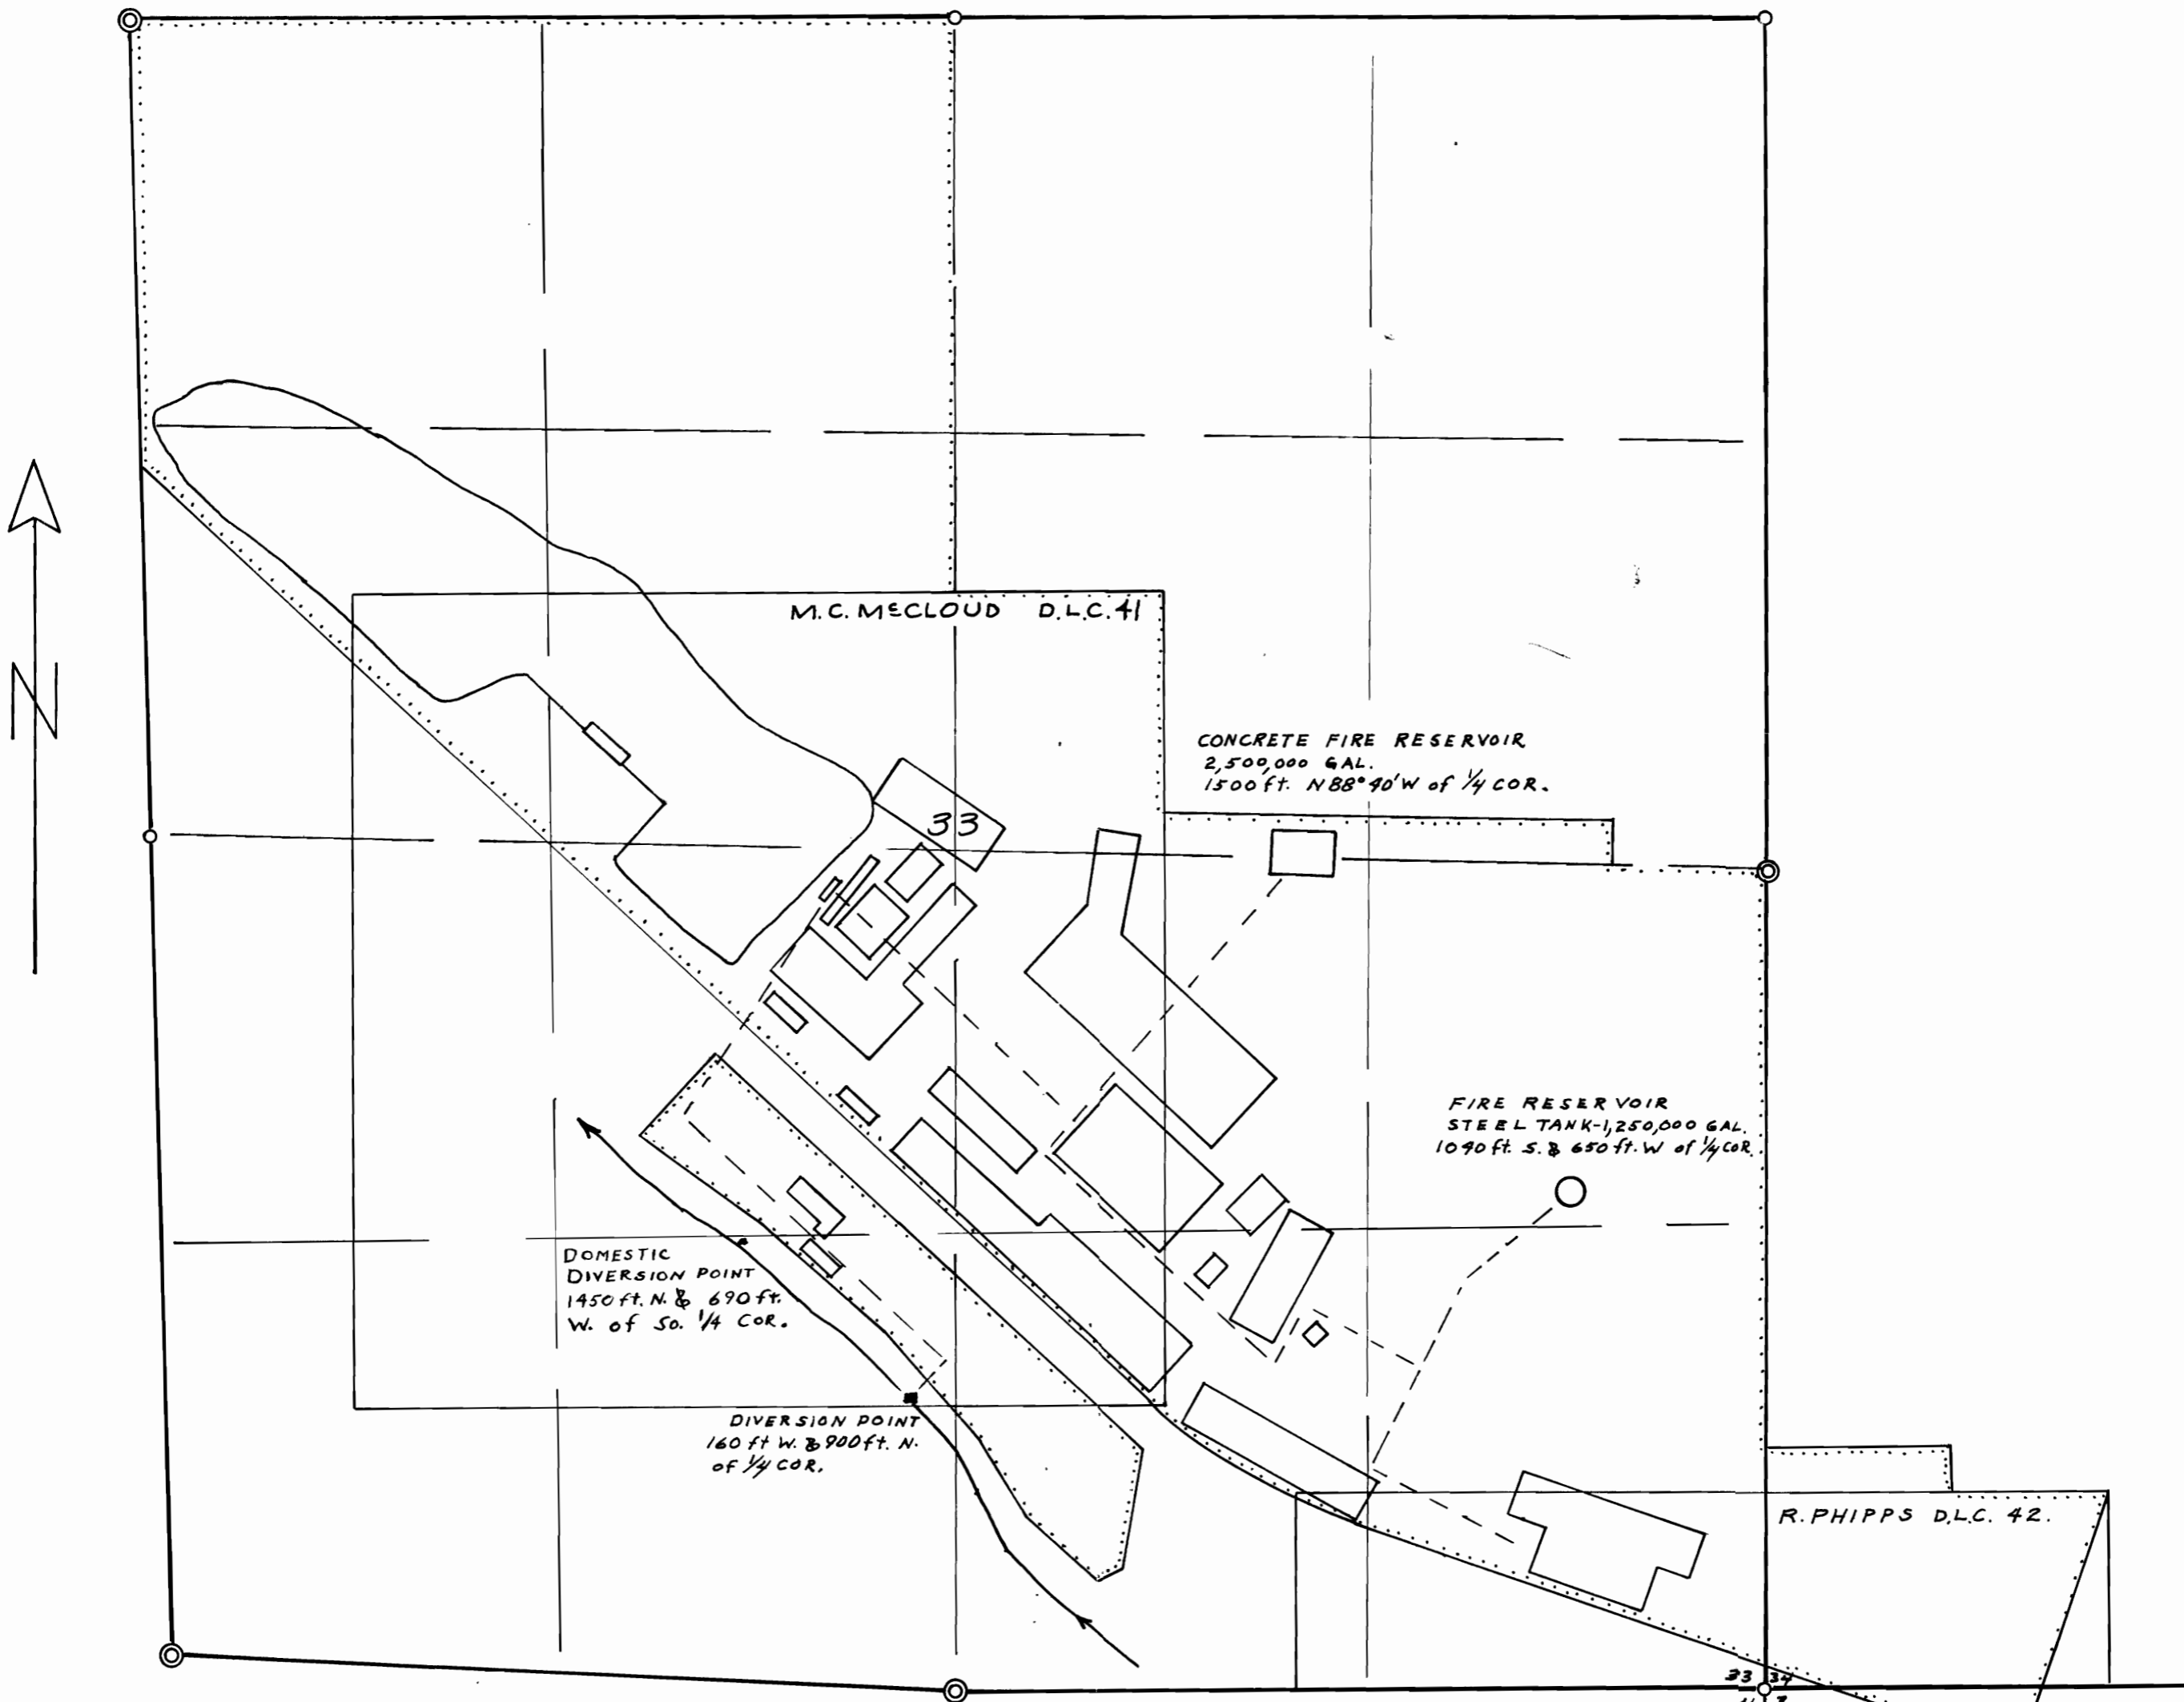 N
M.C. McCLOUD D.L.C. 41
CONCRETE FIRE RESERVOIR
2,500,000 GAL.
1500 ft. N 88° 40' W of 1/4 COR.
33
FIRE RESERVOIR
STEEL TANK-1,250,000 GAL.
1040 ft. S. & 650 ft. W of 1/4 COR.
DOMESTIC
DIVERSION POINT
1450 ft. N. & 690 ft.
W. of So. 1/4 COR.
DIVERSION POINT
160 ft W. & 900 ft. N.
of 1/4 COR.
R. PHIPPS D.L.C. 42.
33 34